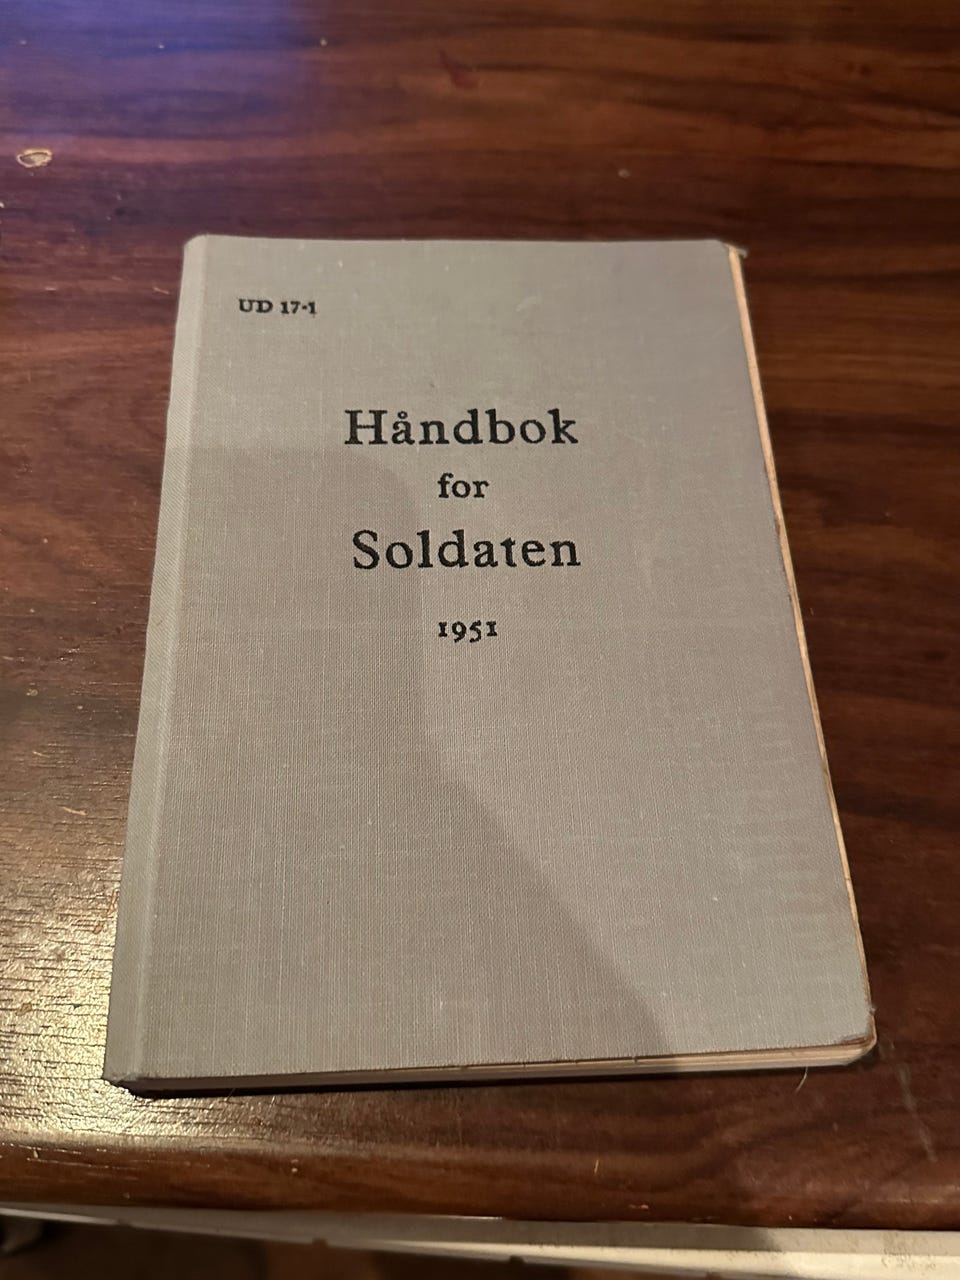 UD 17-1
Håndbok
for
Soldaten
1951